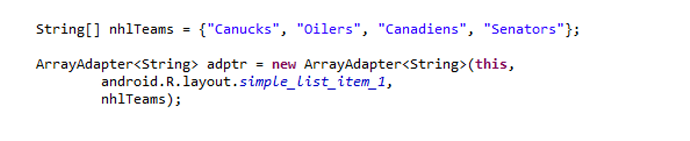 String[] nhlTeams = {"Canucks", "Oilers", "Canadiens", "Senators"};
ArrayAdapter<String> adptr = new ArrayAdapter<String>(this,
android.R.layout.simple_list_item_1,
nhlTeams);